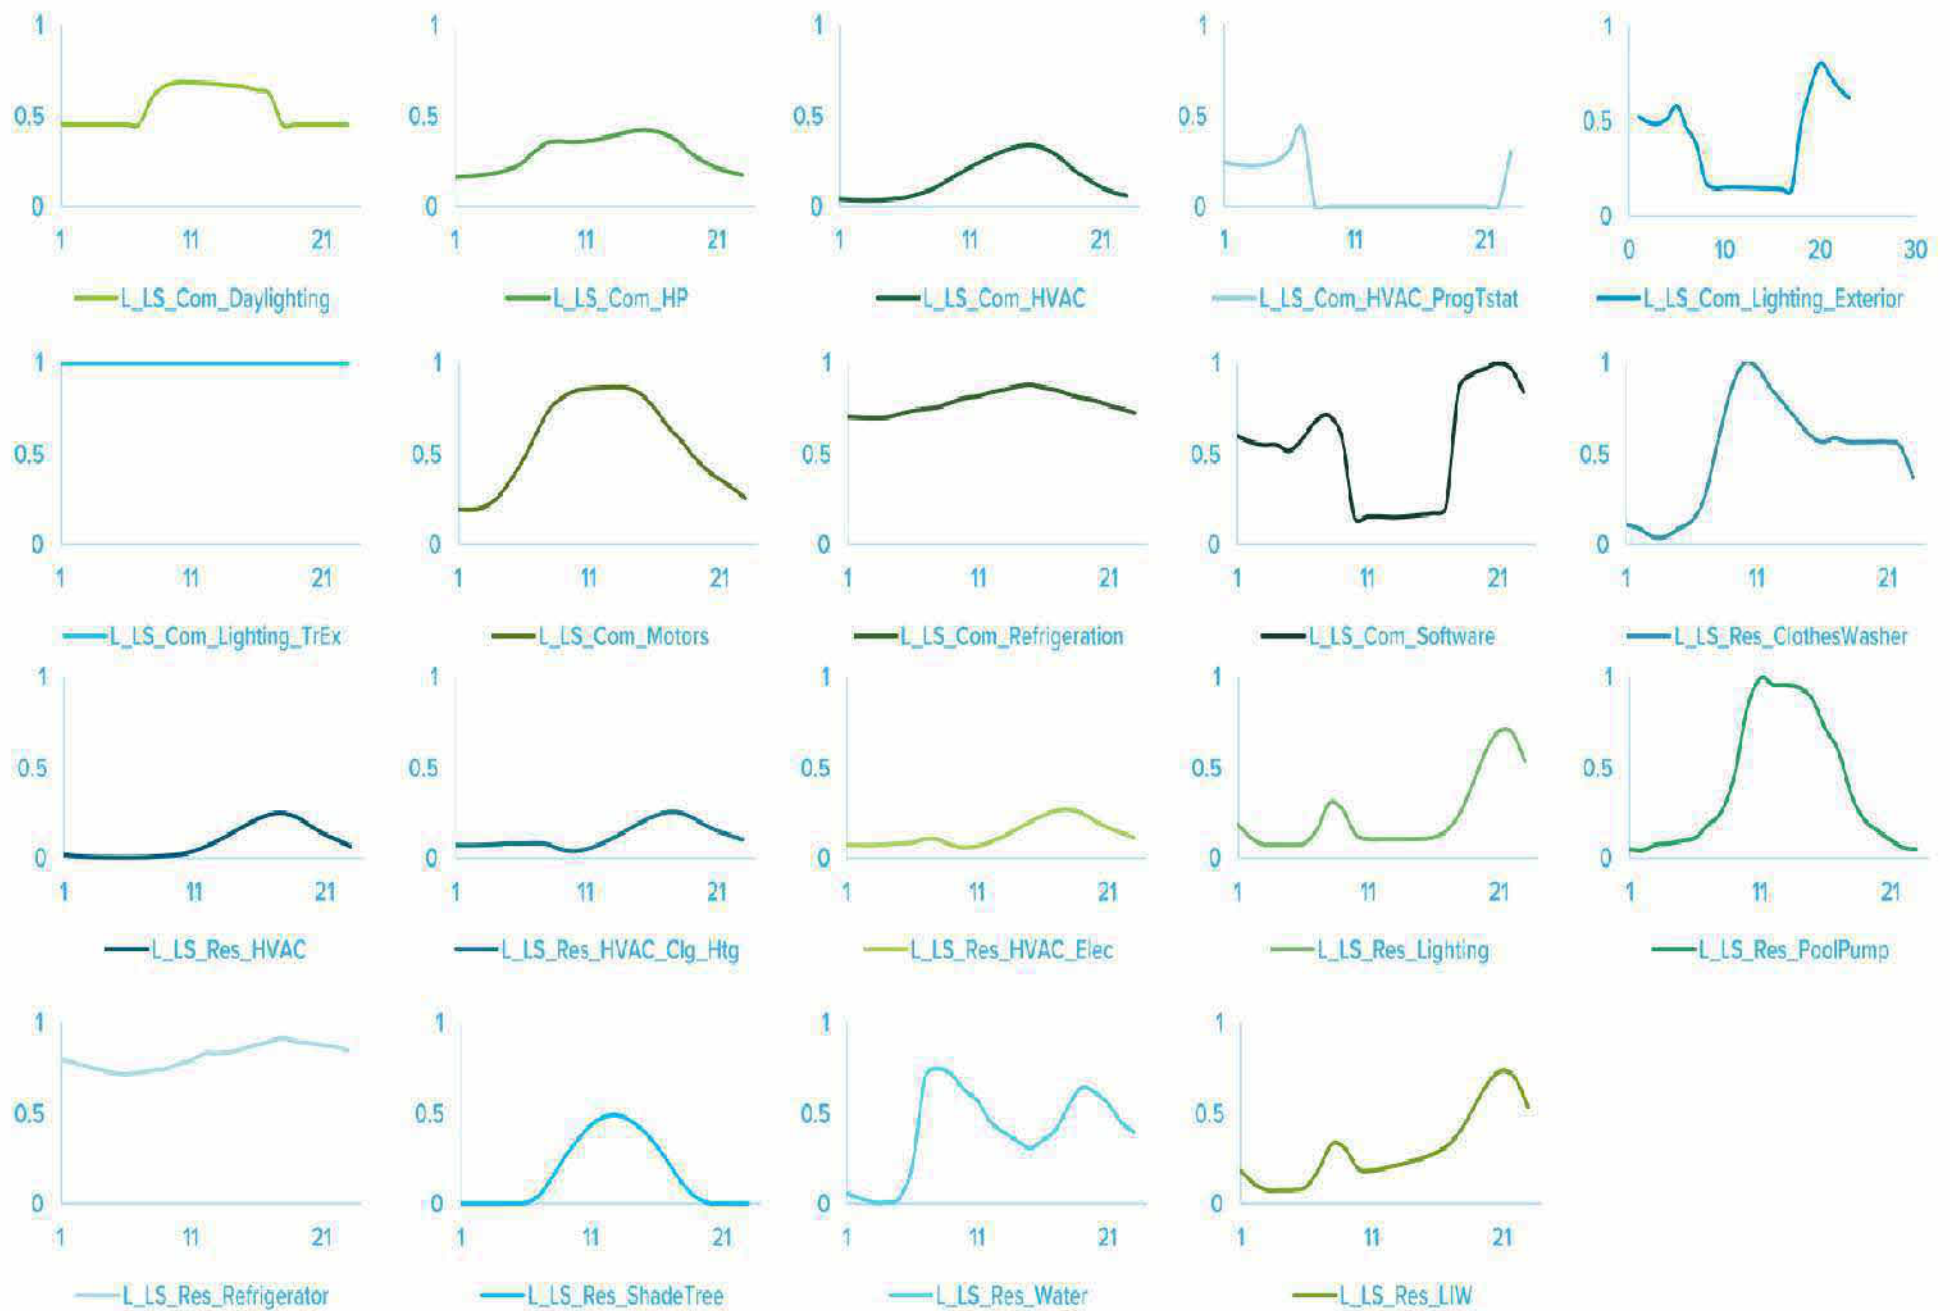 1
0.5
0
1 11 21
L_LS_Com_Daylighting
1
0.5
0
1 11 21
L_LS_Com_HP
1
0.5
0
1 11 21
L_LS_Com_HVAC
1
0.5
0
1 11 21
L_LS_Com_HVAC_ProgTstat
1
0.5
0
0 10 20 30
L_LS_Com_Lighting_Exterior
1
0.5
0
1 11 21
L_LS_Com_Lighting_TrEx
1
0.5
0
1 11 21
L_LS_Com_Motors
1
0.5
0
1 11 21
L_LS_Com_Refrigeration
1
0.5
0
1 11 21
L_LS_Com_Software
1
0.5
0
1 11 21
L_LS_Res_ClothesWasher
1
0.5
0
1 11 21
L_LS_Res_HVAC
1
0.5
0
1 11 21
L_LS_Res_HVAC_Clg_Htg
1
0.5
0
1 11 21
L_LS_Res_HVAC_Elec
1
0.5
0
1 11 21
L_LS_Res_Lighting
1
0.5
0
1 11 21
L_LS_Res_PoolPump
1
0.5
0
1 11 21
L_LS_Res_Refrigerator
1
0.5
0
1 11 21
L_LS_Res_ShadeTree
1
0.5
0
1 11 21
L_LS_Res_Water
1
0.5
0
1 11 21
L_LS_Res_LIW